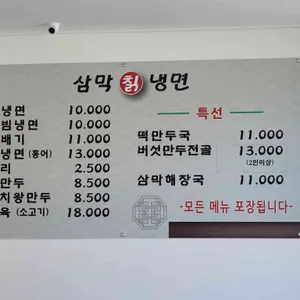 삼막 칡 냉면
냉면 10.000
빔냉면 10.000
배기 11.000
냉면 (홍어) 13.000
리 2.500
만두 8.500
치왕만두 8.500
육 (소고기) 18.000
특선
떡만두국 11.000
버섯만두전골 13.000
(2인이상)
삼막해장국 11.000
-모든 메뉴 포장됩니다-